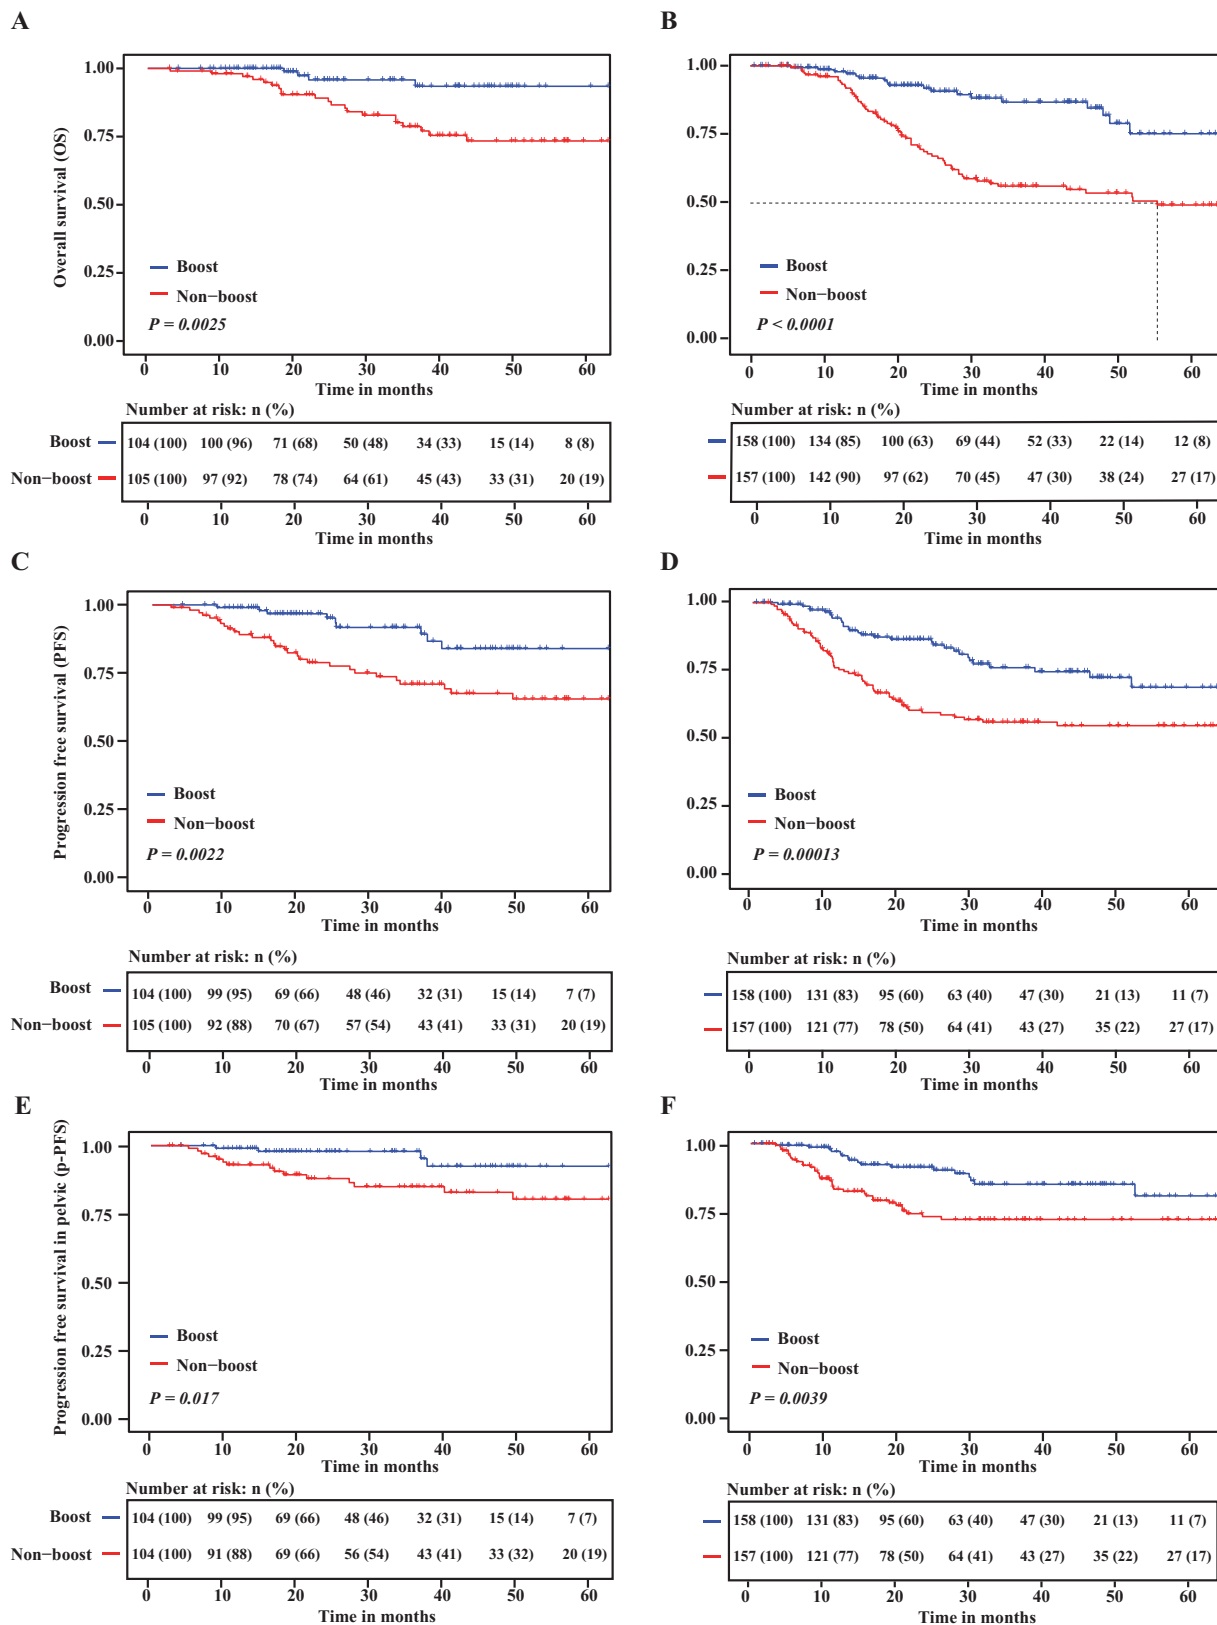 A
Overall survival (OS)
1.00
0.75
0.50
0.25
0.00
Boost
Non−boost
P = 0.0025
0 10 20 30 40 50 60
Time in months
Number at risk: n (%)
Boost 104 (100) 100 (96) 71 (68) 50 (48) 34 (33) 15 (14) 8 (8)
Non−boost 105 (100) 97 (92) 78 (74) 64 (61) 45 (43) 33 (31) 20 (19)
0 10 20 30 40 50 60
Time in months
B
1.00
0.75
0.50
0.25
0.00
Boost
Non−boost
P < 0.0001
0 10 20 30 40 50 60
Time in months
Number at risk: n (%)
158 (100) 134 (85) 100 (63) 69 (44) 52 (33) 22 (14) 12 (8)
157 (100) 142 (90) 97 (62) 70 (45) 47 (30) 38 (24) 27 (17)
0 10 20 30 40 50 60
Time in months
C
Progression free survival (PFS)
1.00
0.75
0.50
0.25
0.00
Boost
Non−boost
P = 0.0022
0 10 20 30 40 50 60
Time in months
Number at risk: n (%)
Boost 104 (100) 99 (95) 69 (66) 48 (46) 32 (31) 15 (14) 7 (7)
Non−boost 105 (100) 92 (88) 70 (67) 57 (54) 43 (41) 33 (31) 20 (19)
0 10 20 30 40 50 60
Time in months
D
1.00
0.75
0.50
0.25
0.00
Boost
Non−boost
P = 0.00013
0 10 20 30 40 50 60
Time in months
Number at risk: n (%)
158 (100) 131 (83) 95 (60) 63 (40) 47 (30) 21 (13) 11 (7)
157 (100) 121 (77) 78 (50) 64 (41) 43 (27) 35 (22) 27 (17)
0 10 20 30 40 50 60
Time in months
E
Progression free survival in pelvic (p-PFS)
1.00
0.75
0.50
0.25
0.00
Boost
Non−boost
P = 0.017
0 10 20 30 40 50 60
Time in months
Number at risk: n (%)
Boost 104 (100) 99 (95) 69 (66) 48 (46) 32 (31) 15 (14) 7 (7)
Non−boost 104 (100) 91 (88) 69 (66) 56 (54) 43 (41) 33 (32) 20 (19)
0 10 20 30 40 50 60
Time in months
F
1.00
0.75
0.50
0.25
0.00
Boost
Non−boost
P = 0.0039
0 10 20 30 40 50 60
Time in months
Number at risk: n (%)
158 (100) 131 (83) 95 (60) 63 (40) 47 (30) 21 (13) 11 (7)
157 (100) 121 (77) 78 (50) 64 (41) 43 (27) 35 (22) 27 (17)
0 10 20 30 40 50 60
Time in months